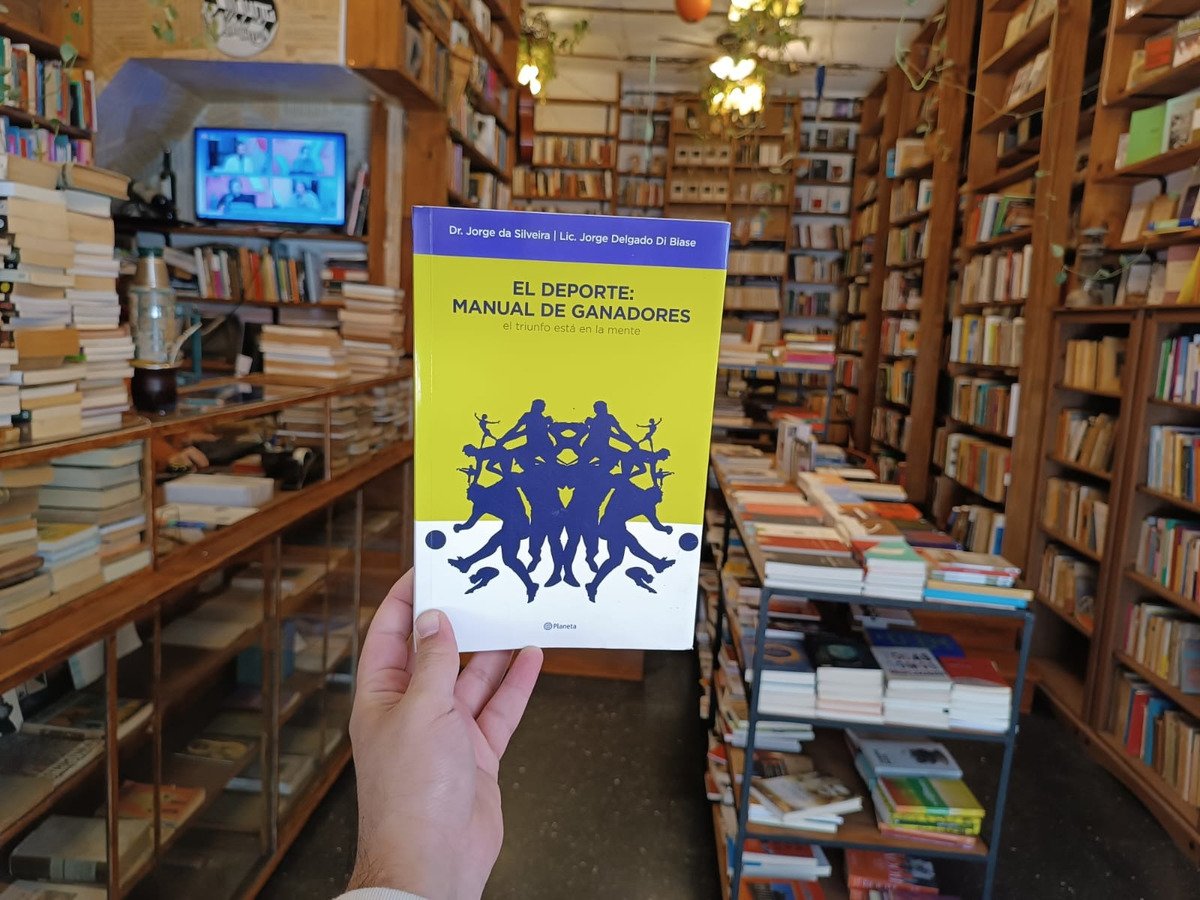 Dr. Jorge da Silveira | Lic. Jorge Delgado Di Biase
EL DEPORTE:
MANUAL DE GANADORES
el triunfo está en la mente
Planeta